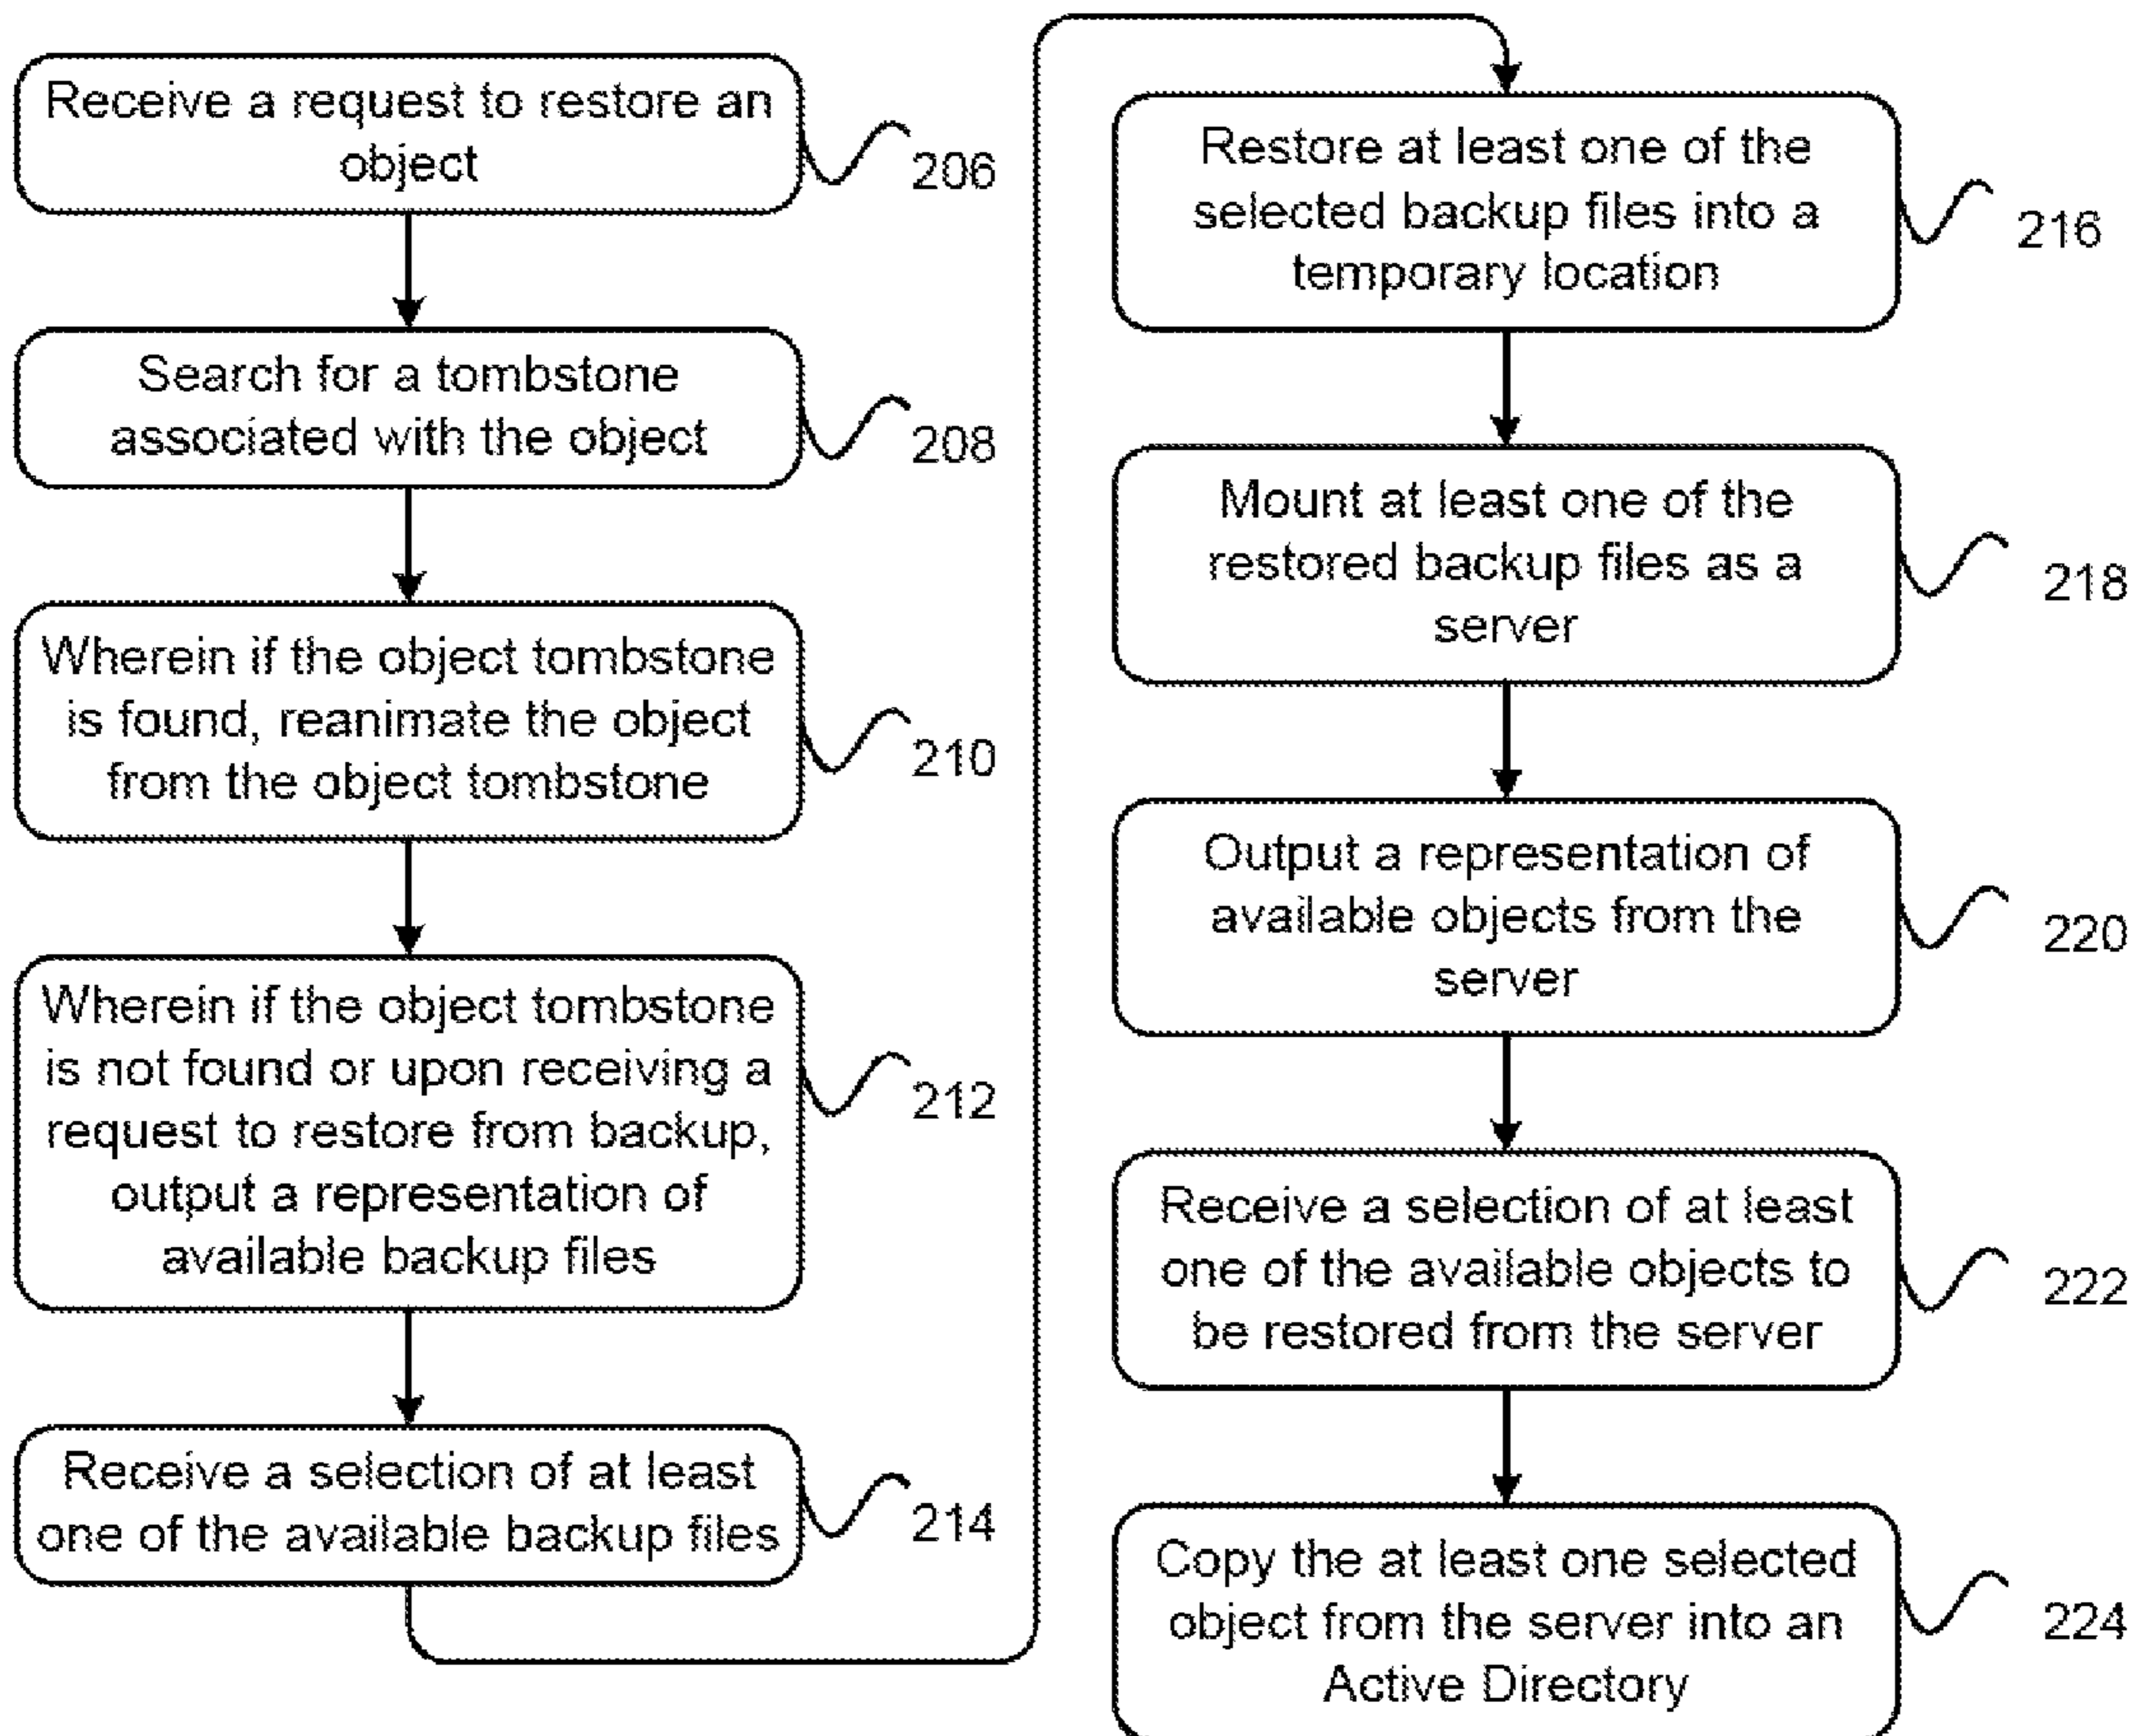 Receive a request to restore an
object
206
Search for a tombstone
associated with the object
208
Wherein if the object tombstone
is found, reanimate the object
from the object tombstone
210
Wherein if the object tombstone
is not found or upon receiving a
request to restore from backup,
output a representation of
available backup files
212
Receive a selection of at least
one of the available backup files
214
Restore at least one of the
selected backup files into a
temporary location
216
Mount at least one of the
restored backup files as a
server
218
Output a representation of
available objects from the
server
220
Receive a selection of at least
one of the available objects to
be restored from the server
222
Copy the at least one selected
object from the server into an
Active Directory
224